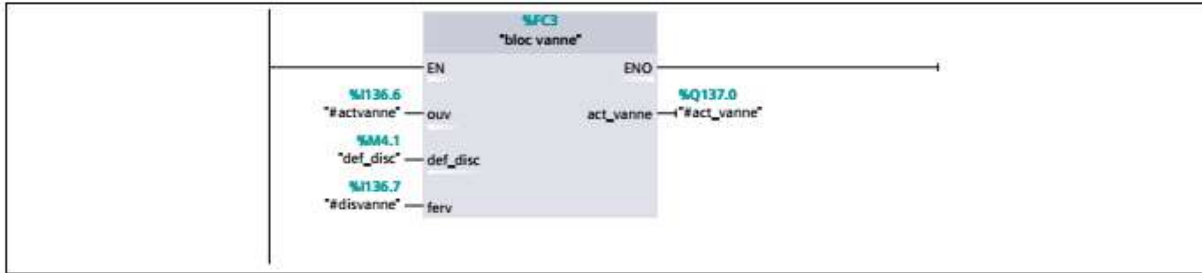 %FC3
"bloc vanne"
EN ENO
%I136.6 %Q137.0
"#actvanne" ouv act_vanne "#act_vanne"
%M4.1
"def_disc" def_disc
%I136.7
"#disvanne" ferv